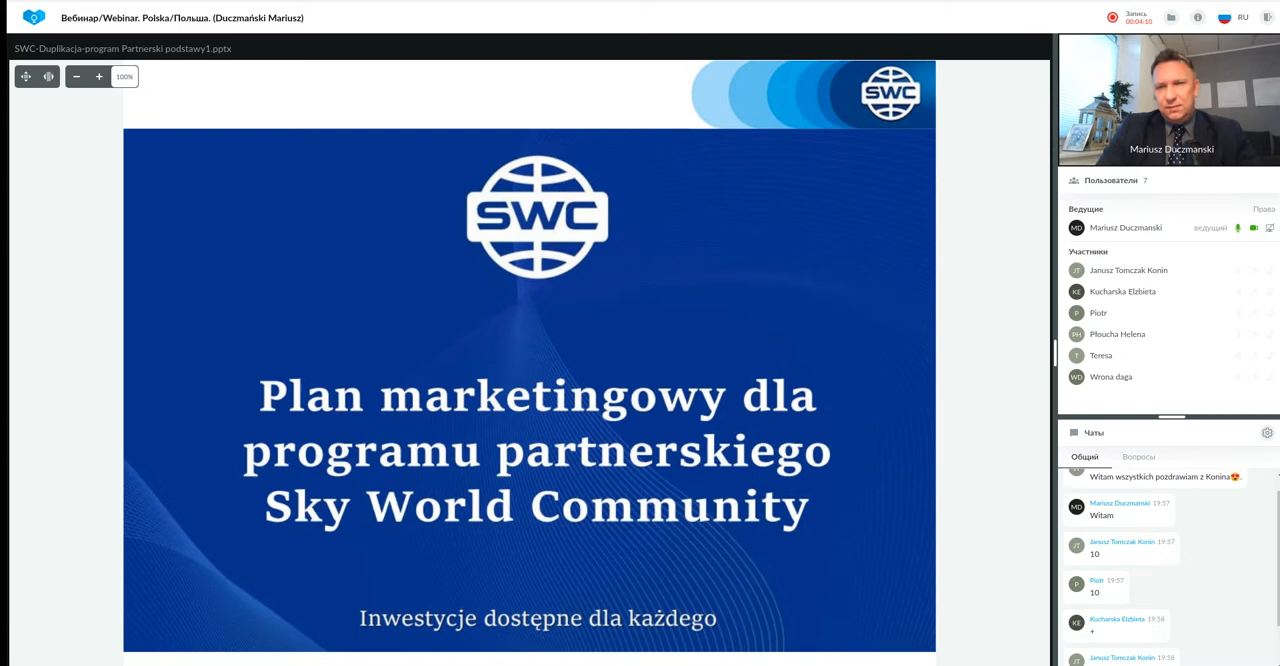 Вебинар/Webinar. Polska/Польша. (Duczmański Mariusz)
Запись
00:04:10
RU
SWC-Duplikacja-program Partnerski podstawy1.pptx
100%
SWC
SWC
Plan marketingowy dla
programu partnerskiego
Sky World Community
Inwestycje dostępne dla każdego
Mariusz Duczmanski
Пользователи 7
Ведущие Права
MD Mariusz Duczmanski ведущий
Участники
JT Janusz Tomczak Konin
KE Kucharska Elzbieta
P Piotr
PH Płoucha Helena
T Teresa
WD Wrona daga
Чаты
Общий Вопросы
Witam wszystkich pozdrawiam z Konina😍.
MD Mariusz Duczmanski 19:57
Witam
JT Janusz Tomczak Konin 19:57
10
P Piotr 19:57
10
KE Kucharska Elzbieta 19:58
+
JT Janusz Tomczak Konin 19:58